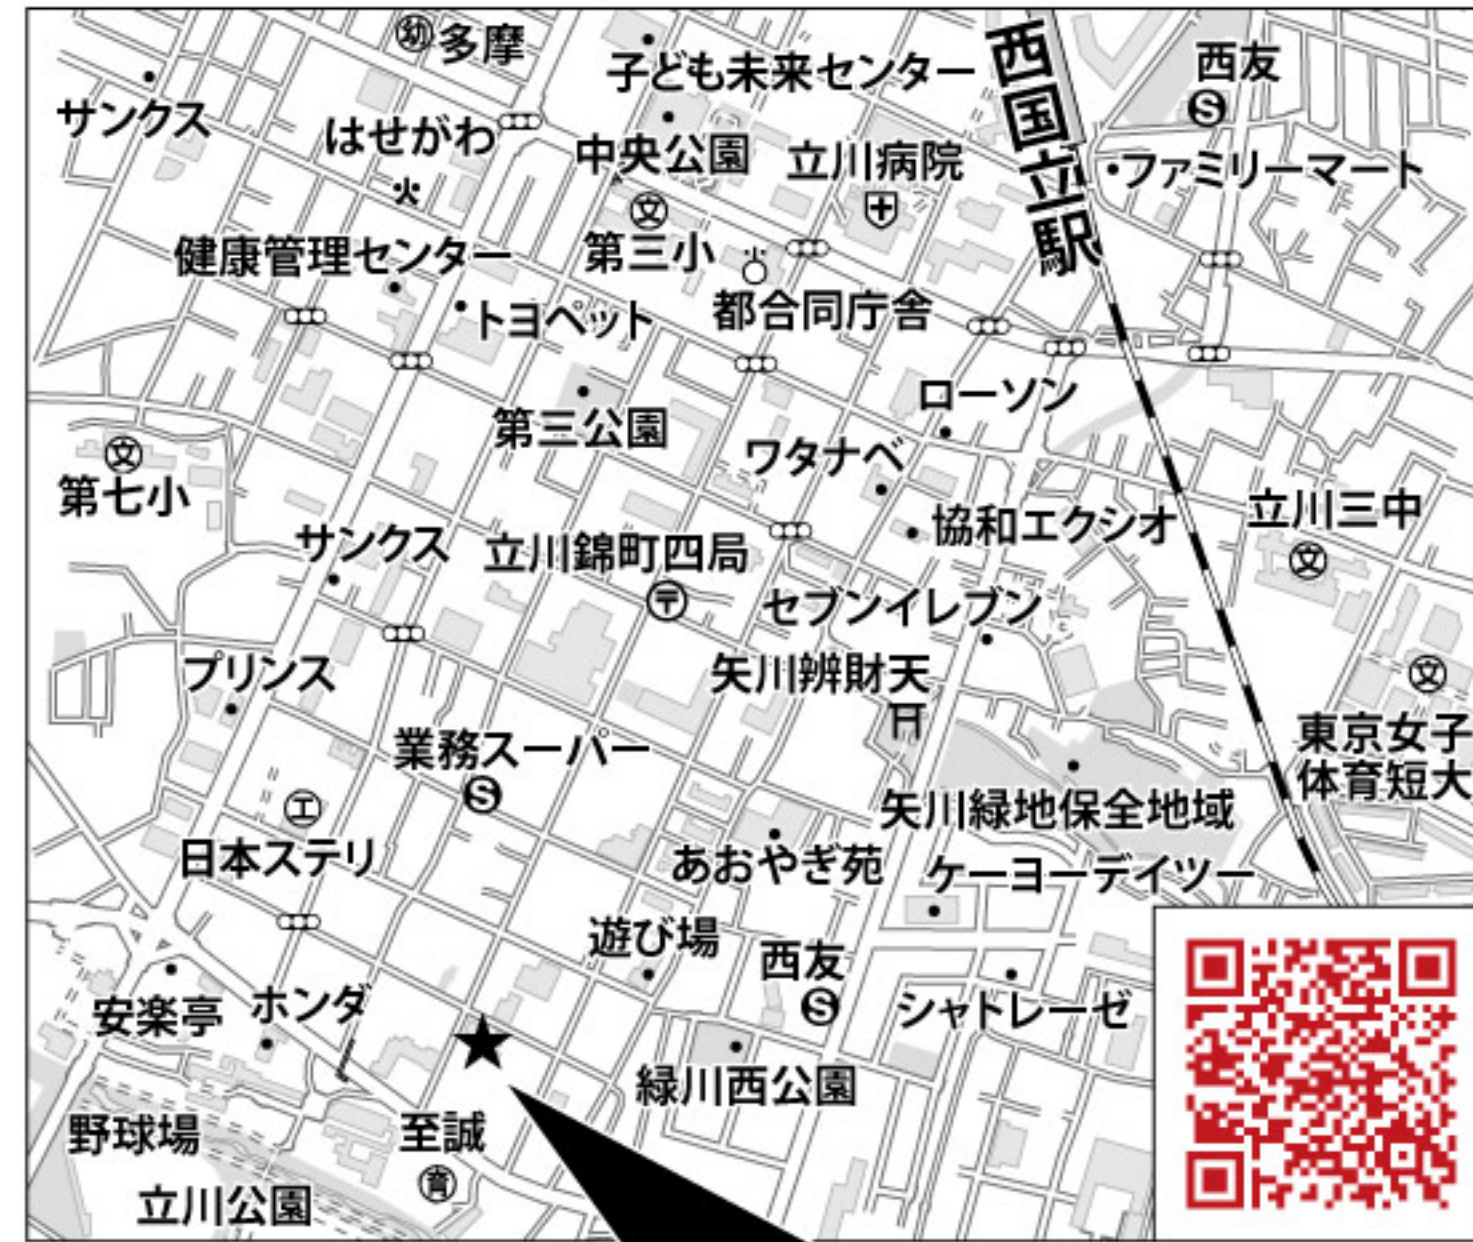 幼 多摩
子ども未来センター
西国立駅
西友
S
サンクス
はせがわ
中央公園
立川病院
ファミリーマート
文
健康管理センター
第三小
トヨペット
都合同庁舎
ローソン
第三公園
ワタナベ
文
第七小
立川三中
文
サンクス
立川錦町四局
協和エクシオ
セブンイレブン
プリンス
矢川辨財天
文
東京女子
体育短大
業務スーパー
S
工
矢川緑地保全地域
日本ステリ
あおやぎ苑
ケーヨーデイツー
遊び場
西友
S
安楽亭
ホンダ
シャトレーゼ
緑川西公園
野球場
至誠
育
立川公園